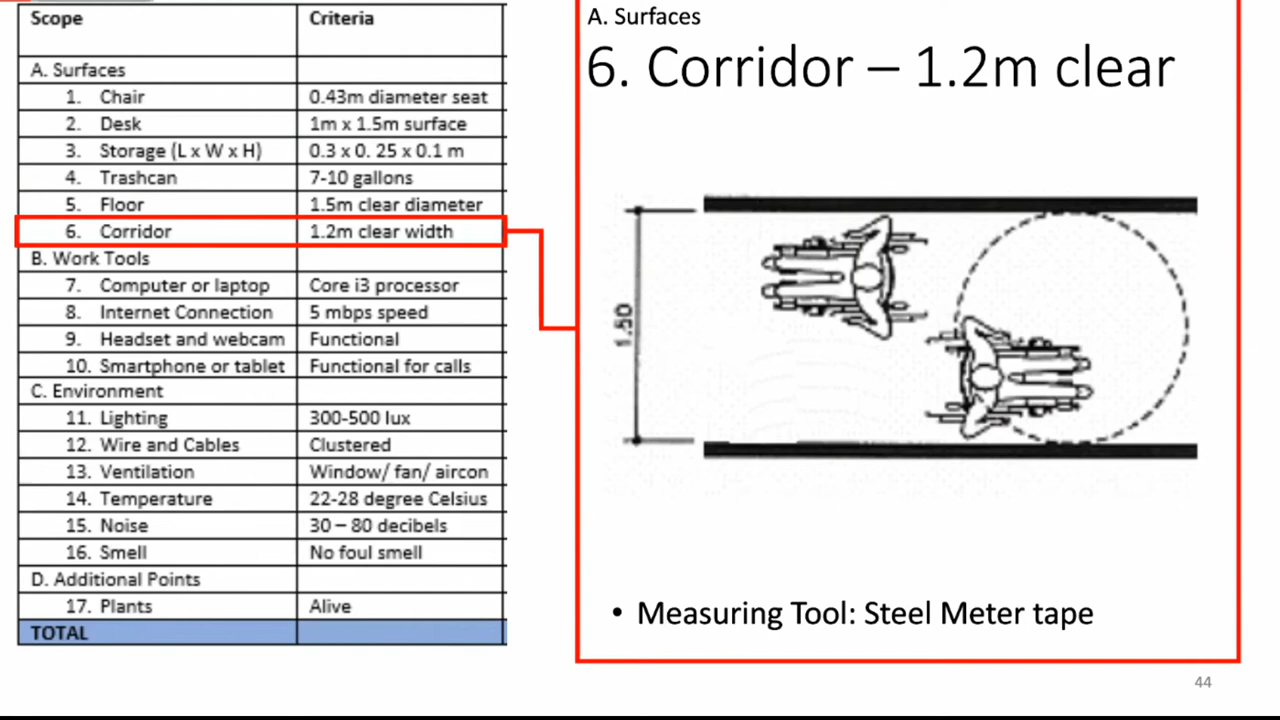 Scope Criteria
A. Surfaces
1. Chair 0.43m diameter seat
2. Desk 1m x 1.5m surface
3. Storage (L x W x H) 0.3 x 0. 25 x 0.1 m
4. Trashcan 7-10 gallons
5. Floor 1.5m clear diameter
6. Corridor 1.2m clear width
B. Work Tools
7. Computer or laptop Core i3 processor
8. Internet Connection 5 mbps speed
9. Headset and webcam Functional
10. Smartphone or tablet Functional for calls
C. Environment
11. Lighting 300-500 lux
12. Wire and Cables Clustered
13. Ventilation Window/ fan/ aircon
14. Temperature 22-28 degree Celsius
15. Noise 30 – 80 decibels
16. Smell No foul smell
D. Additional Points
17. Plants Alive
TOTAL
A. Surfaces
6. Corridor – 1.2m clear
1.50
• Measuring Tool: Steel Meter tape
44